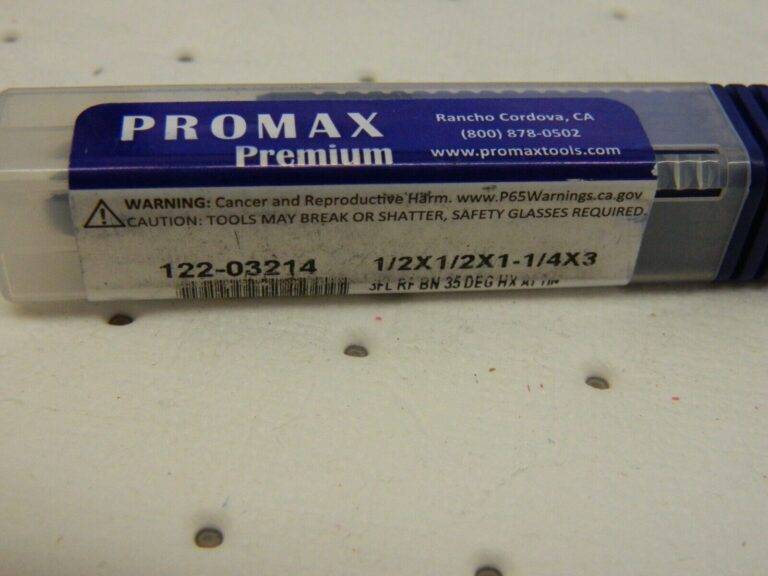 PROMAX
Premium
Rancho Cordova, CA
(800) 878-0502
www.promaxtools.com
WARNING: Cancer and Reproductive Harm. www.P65Warnings.ca.gov
CAUTION: TOOLS MAY BREAK OR SHATTER, SAFETY GLASSES REQUIRED.
122-03214
1/2X1/2X1-1/4X3
3FL RF BN 35 DEG HX